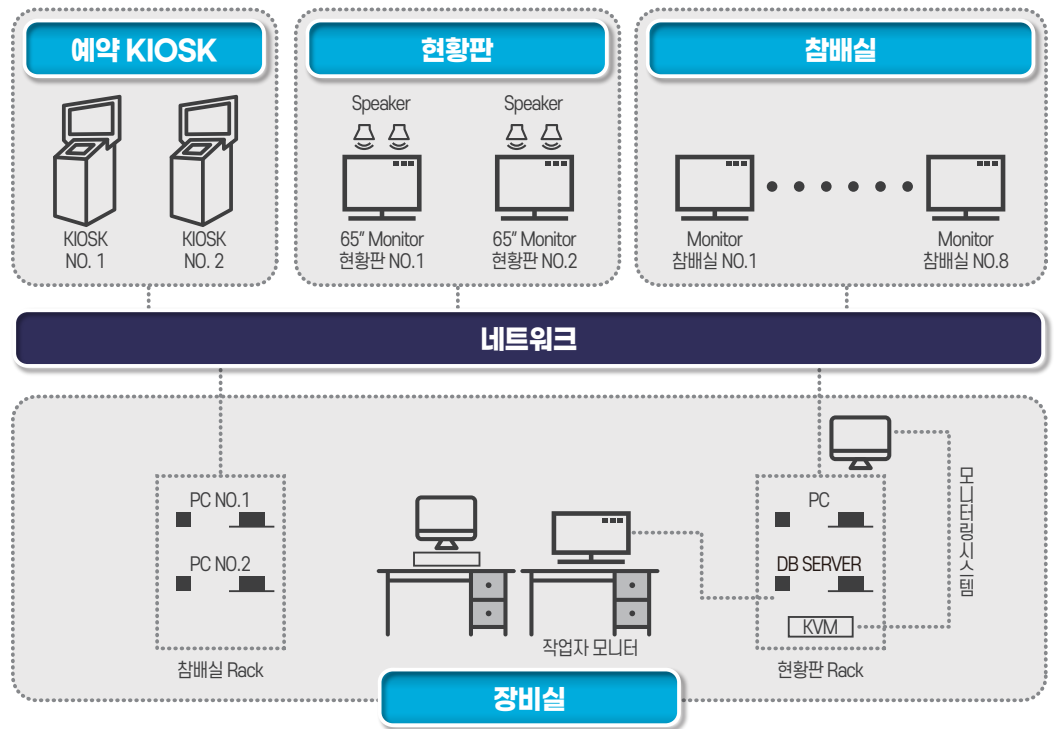 예약 KIOSK
KIOSK
NO. 1
KIOSK
NO. 2
현황판
Speaker
Speaker
65" Monitor
현황판 NO.1
65" Monitor
현황판 NO.2
참배실
Monitor
참배실 NO.1
Monitor
참배실 NO.8
네트워크
PC NO.1
PC NO.2
참배실 Rack
작업자 모니터
PC
DB SERVER
KVM
현황판 Rack
모니터링시스템
장비실